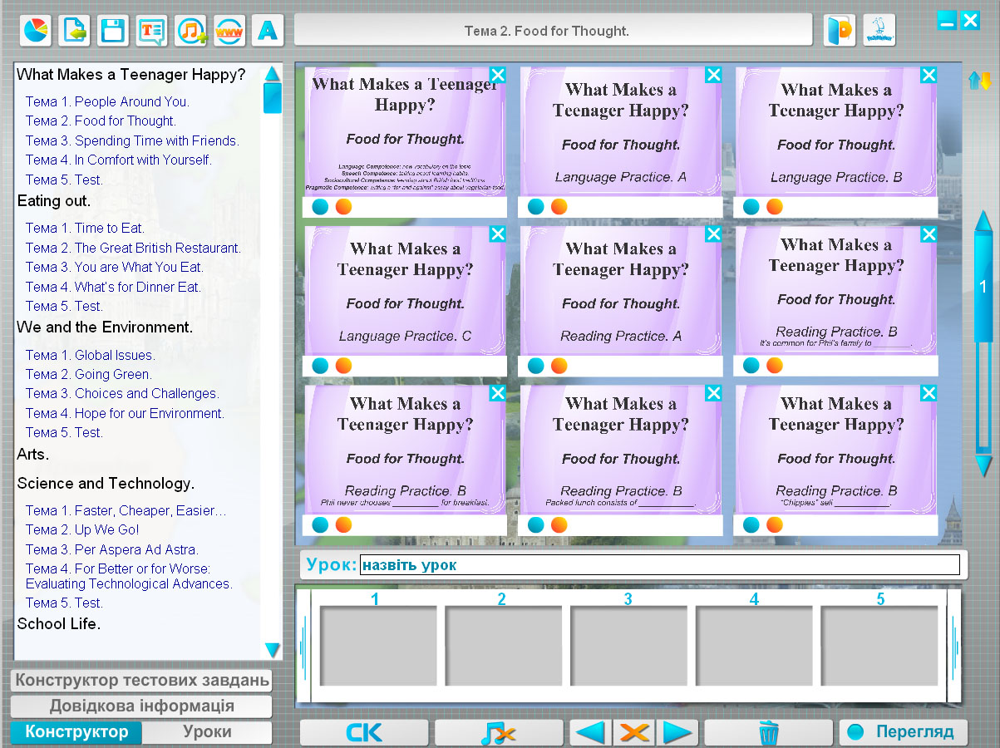 T
www
A
Тема 2. Food for Thought.
What Makes a Teenager Happy?
Тема 1. People Around You.
Тема 2. Food for Thought.
Тема 3. Spending Time with Friends.
Тема 4. In Comfort with Yourself.
Тема 5. Test.
Eating out.
Тема 1. Time to Eat.
Тема 2. The Great British Restaurant.
Тема 3. You are What You Eat.
Тема 4. What's for Dinner Eat.
Тема 5. Test.
We and the Environment.
Тема 1. Global Issues.
Тема 2. Going Green.
Тема 3. Choices and Challenges.
Тема 4. Hope for our Environment.
Тема 5. Test.
Arts.
Science and Technology.
Тема 1. Faster, Cheaper, Easier…
Тема 2. Up We Go!
Тема 3. Per Aspera Ad Astra.
Тема 4. For Better or for Worse:
Evaluating Technological Advances.
Тема 5. Test.
School Life.
Конструктор тестових завдань
Довідкова інформація
Конструктор
Уроки
What Makes a Teenager
Happy?
Food for Thought.
Language Competence: new vocabulary on the topic
Speech Competence: talking about learning habits.
Sociocultural Competence: learning about British food traditions
Pragmatic Competence: writing a "for and against" essay about vegetarian food.
What Makes a
Teenager Happy?
Food for Thought.
Language Practice. A
What Makes a
Teenager Happy?
Food for Thought.
Language Practice. B
What Makes a
Teenager Happy?
Food for Thought.
Language Practice. C
What Makes a
Teenager Happy?
Food for Thought.
Reading Practice. A
What Makes a
Teenager Happy?
Food for Thought.
Reading Practice. B
It's common for Phil's family to ________.
What Makes a
Teenager Happy?
Food for Thought.
Reading Practice. B
Phil never chooses __________ for breakfast.
What Makes a
Teenager Happy?
Food for Thought.
Reading Practice. B
Packed lunch consists of ____________.
What Makes a
Teenager Happy?
Food for Thought.
Reading Practice. B
"Chippies" sell ____________.
1
Урок: назвіть урок
1 2 3 4 5
СК
Перегляд